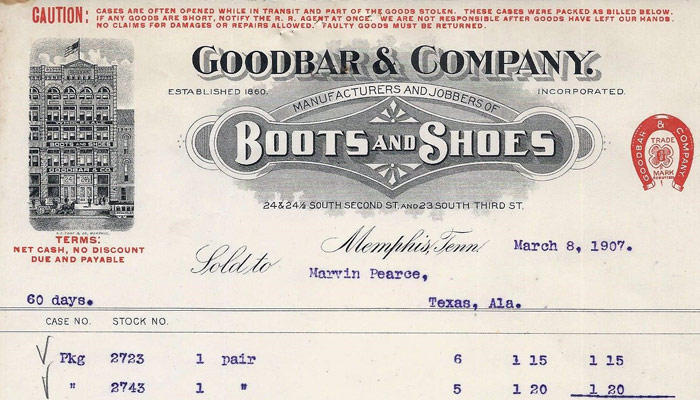 CAUTION; CASES ARE OFTEN OPENED WHILE IN TRANSIT AND PART OF THE GOODS STOLEN. THESE CASES WERE PACKED AS BILLED BELOW.
IF ANY GOODS ARE SHORT, NOTIFY THE R. R. AGENT AT ONCE. WE ARE NOT RESPONSIBLE AFTER GOODS HAVE LEFT OUR HANDS.
NO CLAIMS FOR DAMAGES OR REPAIRS ALLOWED. FAULTY GOODS MUST BE RETURNED.
GOODBAR & COMPANY.
ESTABLISHED 1860. INCORPORATED.
MANUFACTURERS AND JOBBERS OF
BOOTS AND SHOES
BOOTS AND SHOES
GOODBAR & CO.
GOODBAR & COMPANY
TRADE
MARK
24 & 24½ SOUTH SECOND ST. AND 23 SOUTH THIRD ST.
TERMS:
NET CASH, NO DISCOUNT
DUE AND PAYABLE
Memphis, Tenn. March 8, 1907.
Sold to Marvin Pearce,
60 days. Texas, Ala.
CASE NO. STOCK NO.
Pkg 2723 1 pair 6 1 15 1 15
" 2743 1 " 5 1 20 1 20